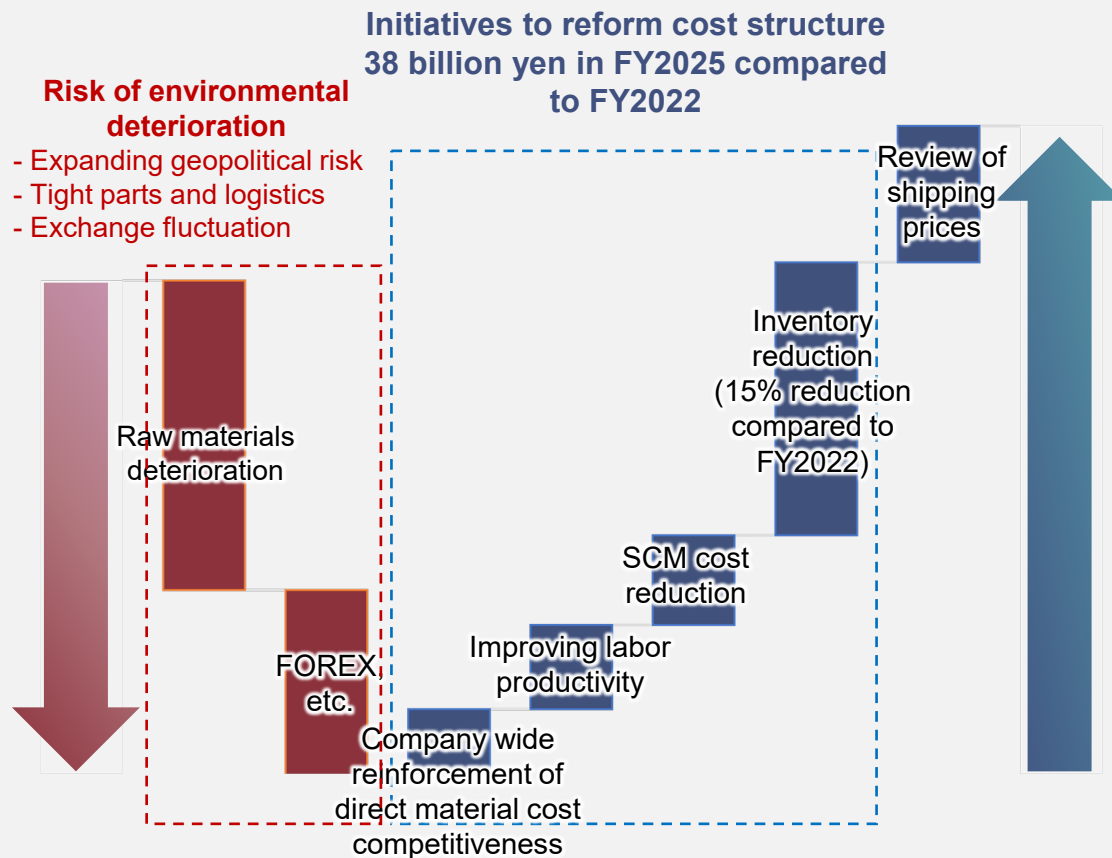 Initiatives to reform cost structure
38 billion yen in FY2025 compared
to FY2022
Risk of environmental
deterioration
- Expanding geopolitical risk
- Tight parts and logistics
- Exchange fluctuation
Raw materials
deterioration
FOREX,
etc.
Company wide
reinforcement of
direct material cost
competitiveness
Improving labor
productivity
SCM cost
reduction
Inventory
reduction
(15% reduction
compared to
FY2022)
Review of
shipping
prices